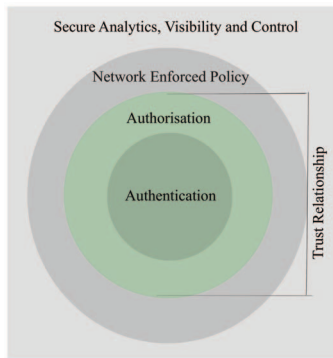 Secure Analytics, Visibility and Control
Network Enforced Policy
Authorisation
Authentication
Trust Relationship